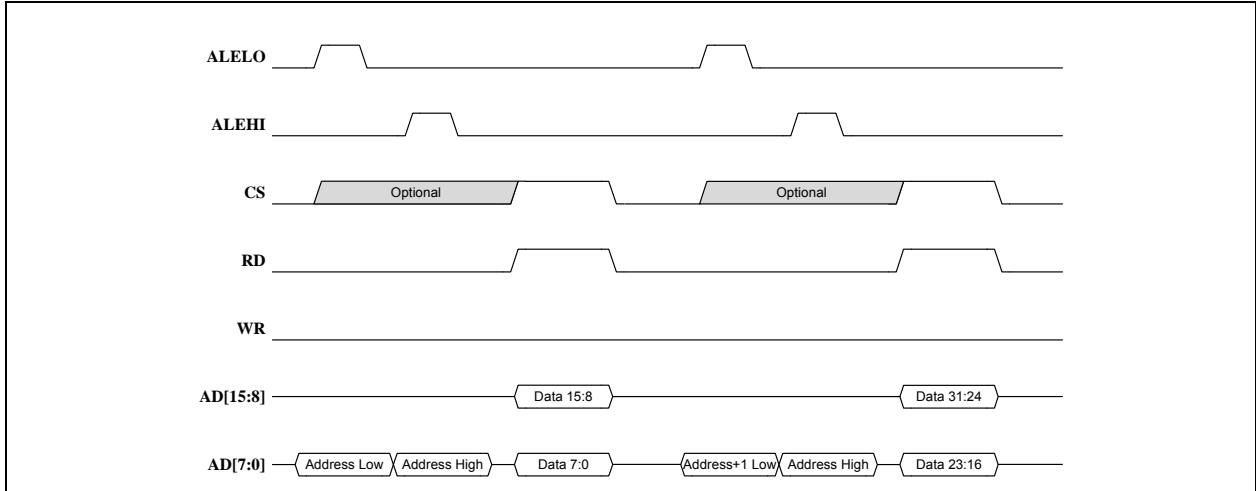 ALELO
ALEHI
CS Optional Optional
RD
WR
AD[15:8] Data 15:8 Data 31:24
AD[7:0] Address Low Address High Data 7:0 Address+1 Low Address High Data 23:16